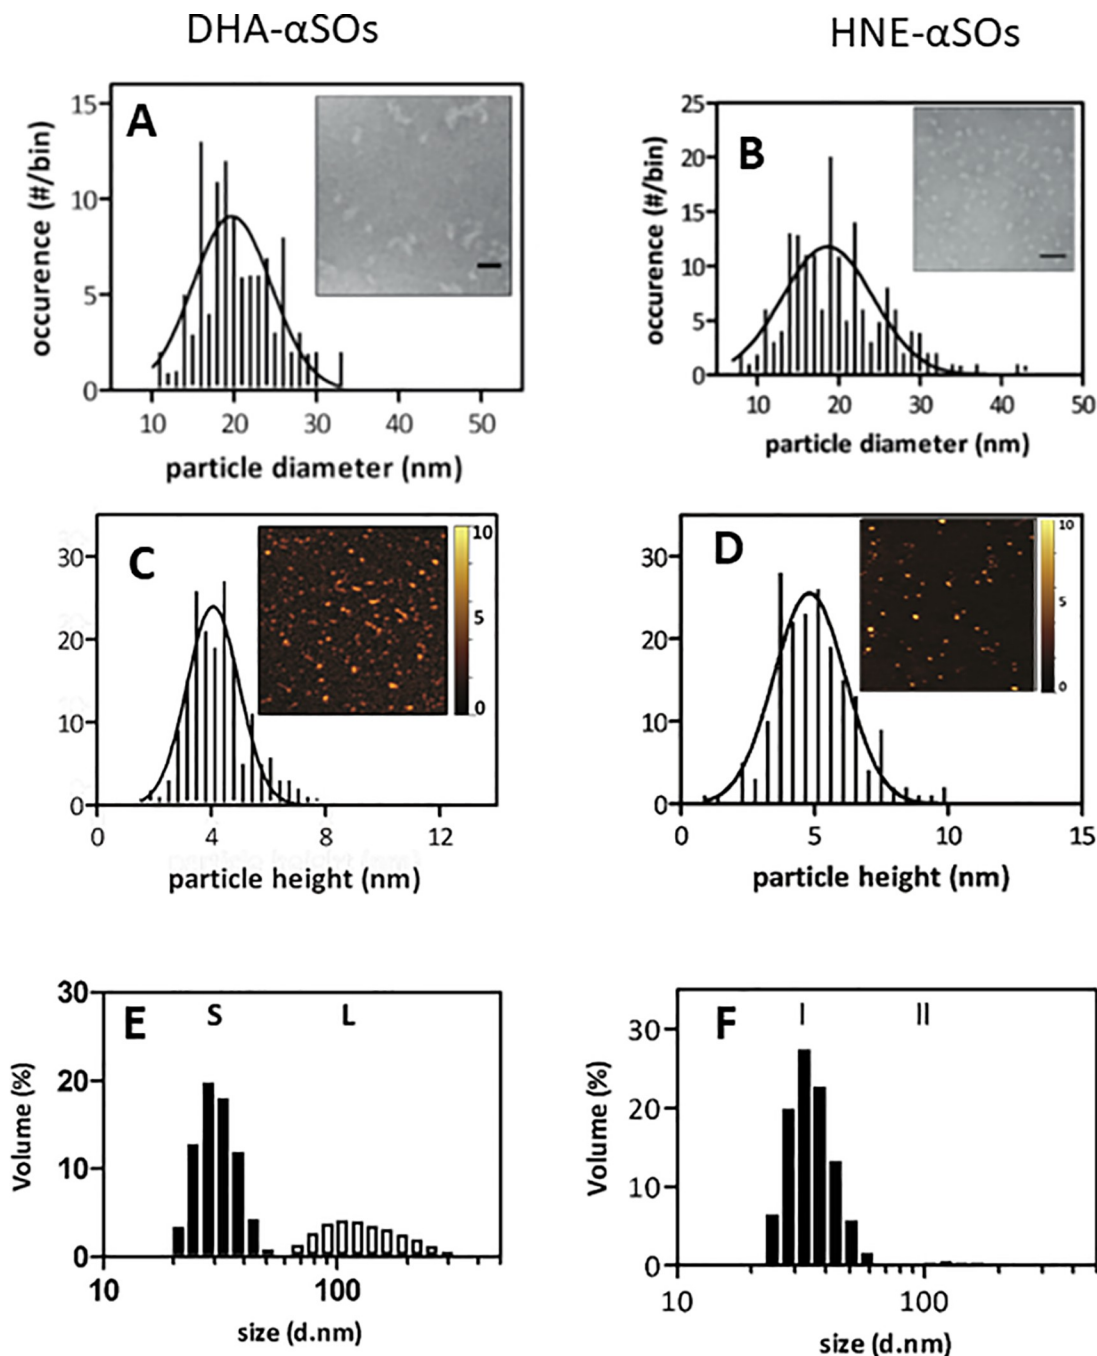 DHA-αSOs
HNE-αSOs
A
15
10
5
0
occurence (#/bin)
10 20 30 40 50
particle diameter (nm)
B
25
20
15
10
5
0
occurence (#/bin)
10 20 30 40 50
particle diameter (nm)
C
30
20
10
0
10
5
0
0 4 8 12
particle height (nm)
D
30
20
10
0
10
5
0
0 5 10 15
particle height (nm)
E S L
30
20
10
0
Volume (%)
10 100
size (d.nm)
F I II
30
20
10
0
Volume (%)
10 100
size (d.nm)